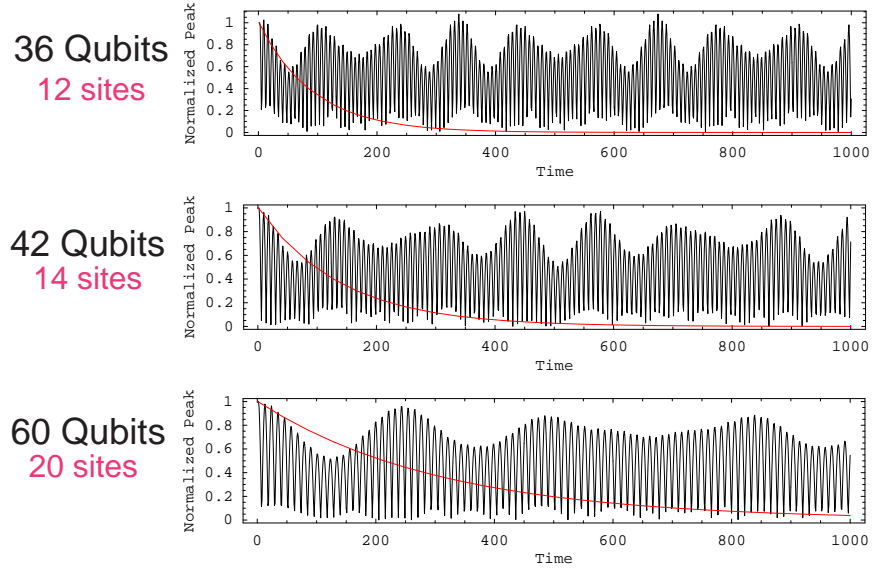 36 Qubits
12 sites
Normalized Peak
1
0.8
0.6
0.4
0.2
0
0 200 400 600 800 1000
Time
42 Qubits
14 sites
Normalized Peak
1
0.8
0.6
0.4
0.2
0
0 200 400 600 800 1000
Time
60 Qubits
20 sites
Normalized Peak
1
0.8
0.6
0.4
0.2
0
0 200 400 600 800 1000
Time